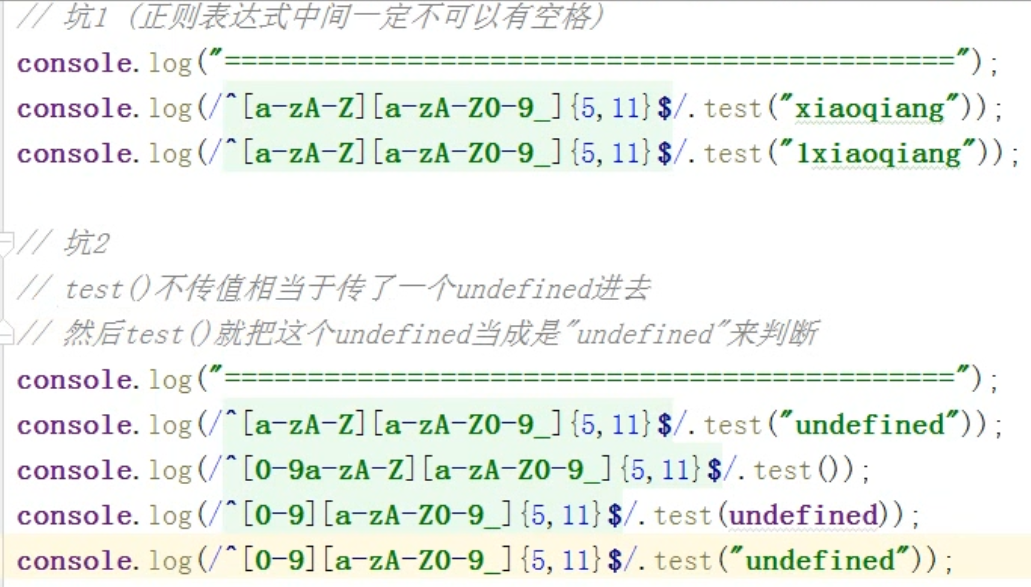 // 坑1 (正则表达式中间一定不可以有空格)
console.log("============================================");
console.log(/^[a-zA-Z][a-zA-Z0-9_]{5,11}$/.test("xiaoqiang"));
console.log(/^[a-zA-Z][a-zA-Z0-9_]{5,11}$/.test("1xiaoqiang"));
// 坑2
// test()不传值相当于传了一个undefined进去
// 然后test()就把这个undefined当成是"undefined"来判断
console.log("============================================");
console.log(/^[a-zA-Z][a-zA-Z0-9_]{5,11}$/.test("undefined"));
console.log(/^[0-9a-zA-Z][a-zA-Z0-9_]{5,11}$/.test());
console.log(/^[0-9][a-zA-Z0-9_]{5,11}$/.test(undefined));
console.log(/^[0-9][a-zA-Z0-9_]{5,11}$/.test("undefined"));